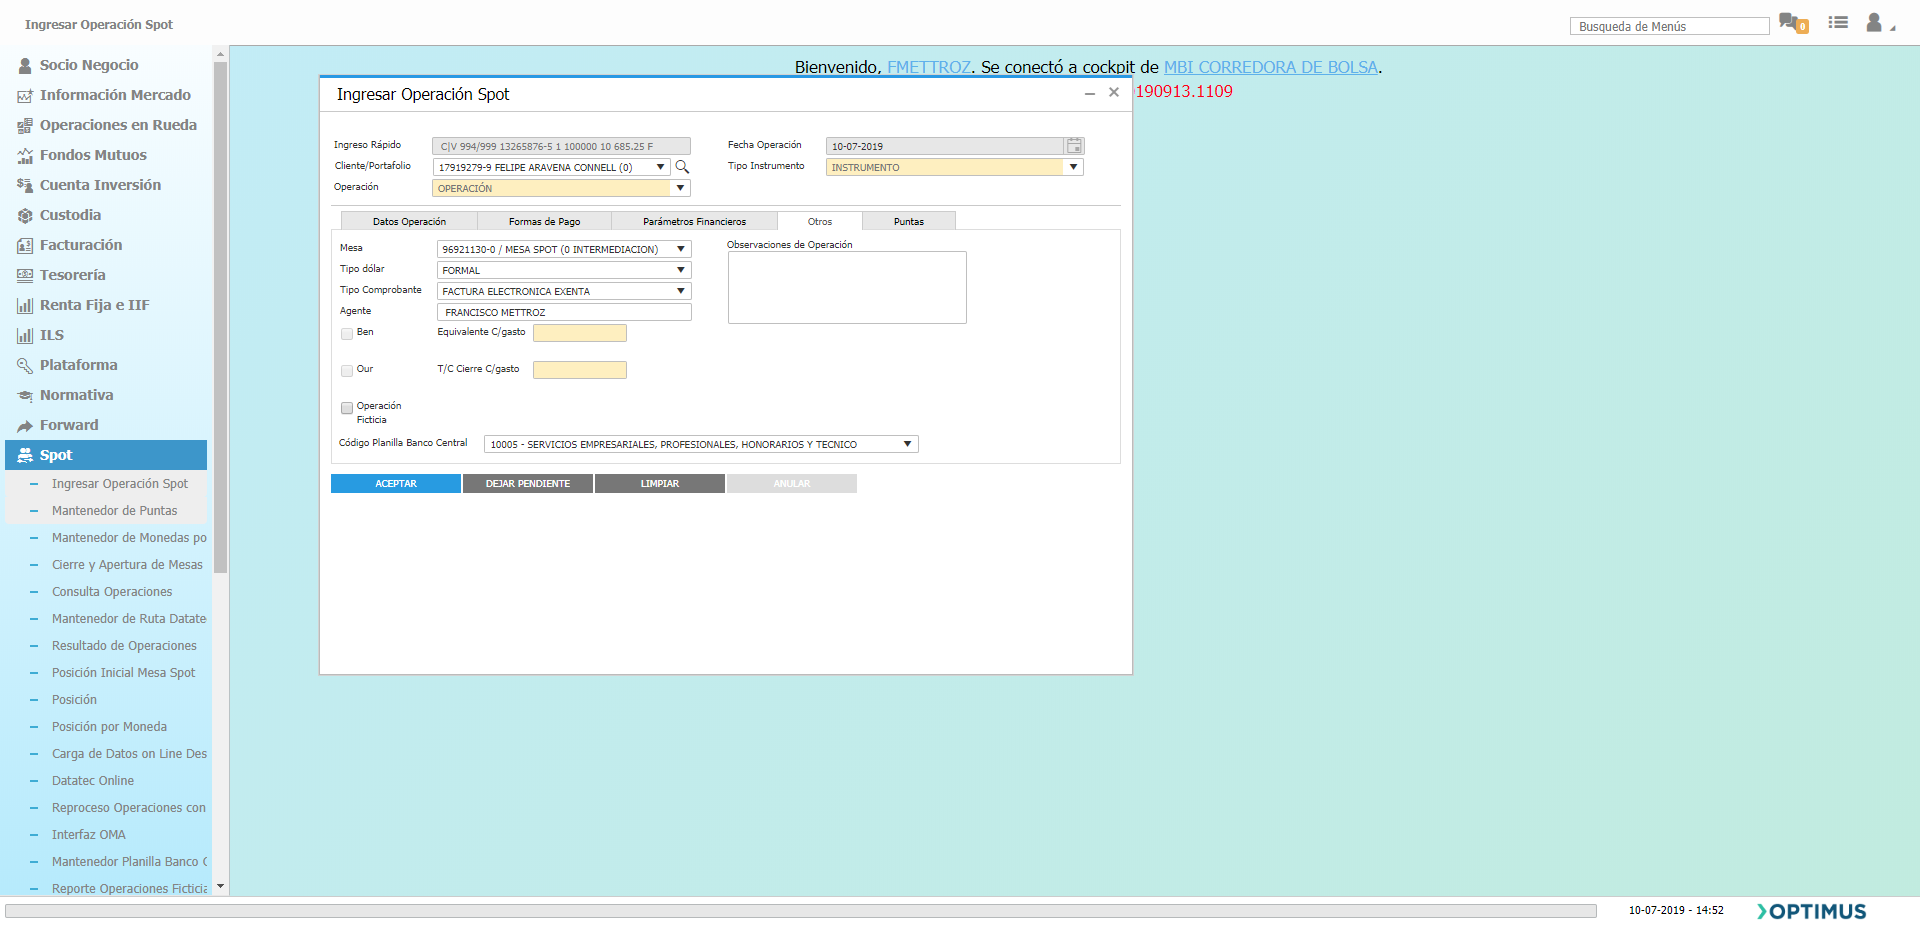 Ingresar Operación Spot
Busqueda de Menús
0
Socio Negocio
Información Mercado
Operaciones en Rueda
Fondos Mutuos
Cuenta Inversión
Custodia
Facturación
Tesorería
Renta Fija e IIF
ILS
Plataforma
Normativa
Forward
Spot
Ingresar Operación Spot
Mantenedor de Puntas
Mantenedor de Monedas po
Cierre y Apertura de Mesas
Consulta Operaciones
Mantenedor de Ruta Datate
Resultado de Operaciones
Posición Inicial Mesa Spot
Posición
Posición por Moneda
Carga de Datos on Line Des
Datatec Online
Reproceso Operaciones con
Interfaz OMA
Mantenedor Planilla Banco C
Reporte Operaciones Ficticia
Bienvenido, FMETTROZ. Se conectó a cockpit de MBI CORREDORA DE BOLSA.
190913.1109
Ingresar Operación Spot
Ingreso Rápido C|V 994/999 13265876-5 1 100000 10 685.25 F Fecha Operación 10-07-2019
Cliente/Portafolio 17919279-9 FELIPE ARAVENA CONNELL (0) Tipo Instrumento INSTRUMENTO
Operación OPERACIÓN
Datos Operación Formas de Pago Parámetros Financieros Otros Puntas
Mesa 96921130-0 / MESA SPOT (0 INTERMEDIACION) Observaciones de Operación
Tipo dólar FORMAL
Tipo Comprobante FACTURA ELECTRONICA EXENTA
Agente FRANCISCO METTROZ
Ben Equivalente C/gasto
Our T/C Cierre C/gasto
Operación
Ficticia
Código Planilla Banco Central 10005 - SERVICIOS EMPRESARIALES, PROFESIONALES, HONORARIOS Y TECNICO
ACEPTAR DEJAR PENDIENTE LIMPIAR ANULAR
10-07-2019 - 14:52
OPTIMUS